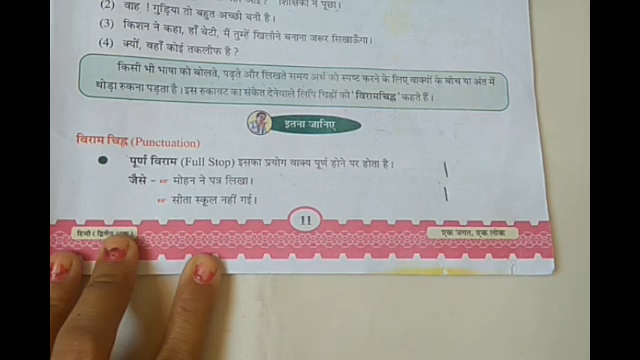 (2) वाह ! गुड़िया तो बहुत अच्छी बनी है।
(3) किशन ने कहा, हाँ बेटी, मैं तुम्हें खिलौने बनाना जरूर सिखाऊँगा।
(4) क्यों, वहाँ कोई तकलीफ है ?
किसी भी भाषा को बोलते, पढ़ते और लिखते समय अर्थ को स्पष्ट करने के लिए वाक्यों के बीच या अंत में
थोड़ा रुकना पड़ता है। इस रुकावट का संकेत देनेवाले लिपि चिह्नों को 'विरामचिह्न' कहते हैं।
इतना जानिए
विराम चिह्न (Punctuation)
● पूर्ण विराम (Full Stop) इसका प्रयोग वाक्य पूर्ण होने पर होता है। ।
जैसे - ☞ मोहन ने पत्र लिखा।
☞ सीता स्कूल नहीं गई। ।
11
हिन्दी (द्वितीय भाषा)
एक जगत, एक लोक